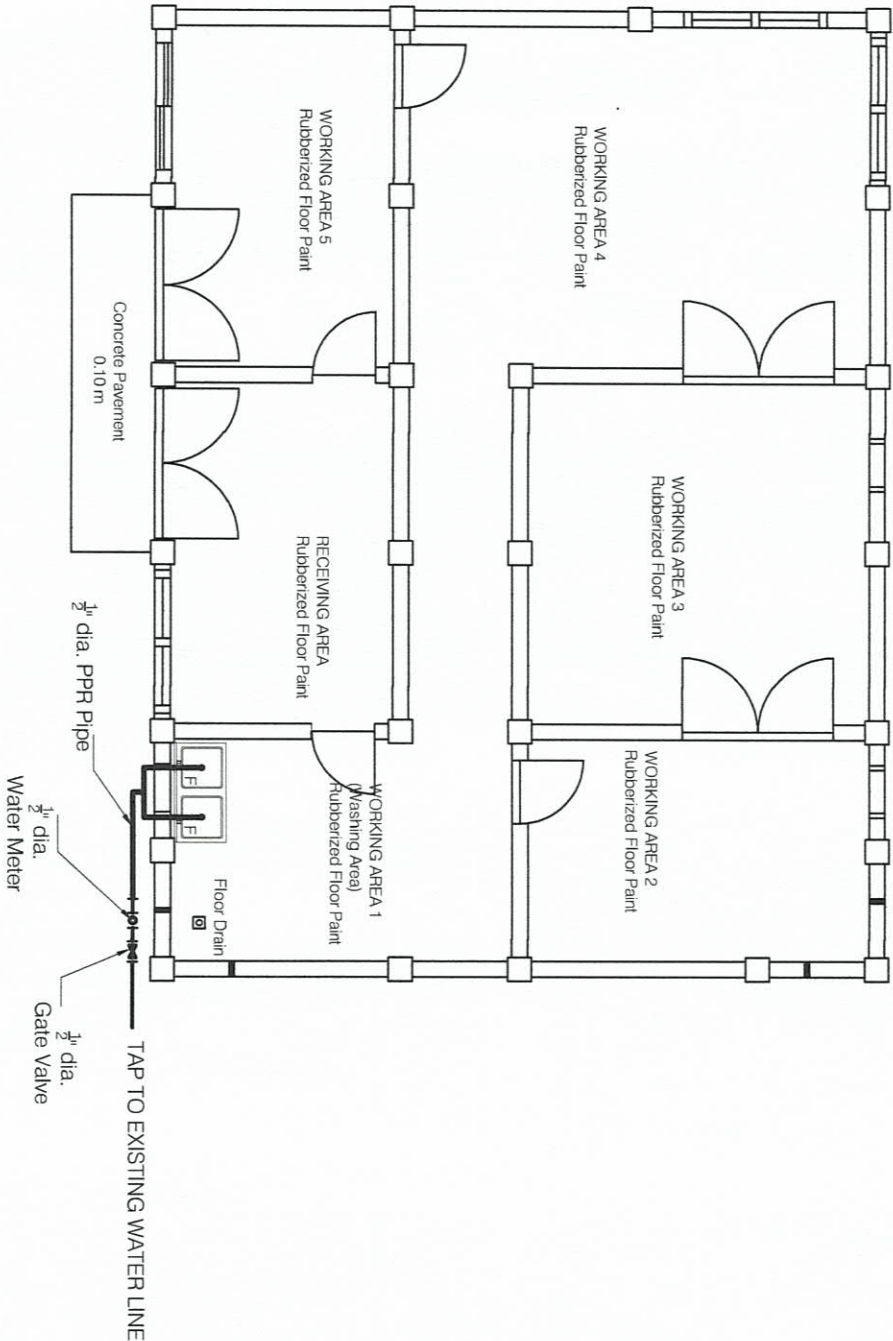 WORKING AREA 5
Rubberized Floor Paint
WORKING AREA 4
Rubberized Floor Paint
Concrete Pavement
0.10 m
RECEIVING AREA
Rubberized Floor Paint
WORKING AREA 3
Rubberized Floor Paint
WORKING AREA 1
(Washing Area)
Rubberized Floor Paint
WORKING AREA 2
Rubberized Floor Paint
F
F
Floor Drain
½" dia. PPR Pipe
½" dia.
Water Meter
½" dia.
Gate Valve
TAP TO EXISTING WATER LINE